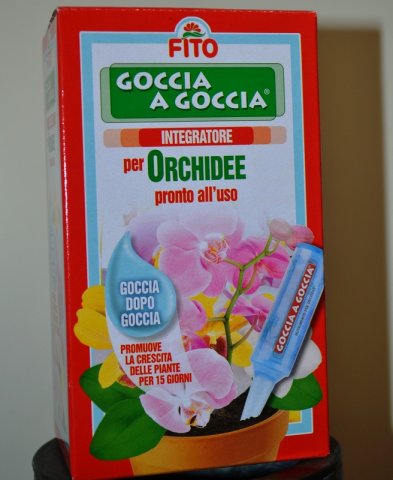 FITO
GOCCIA
A GOCCIA®
INTEGRATORE
per ORCHIDEE
pronto all'uso
GOCCIA
DOPO
GOCCIA
PROMUOVE
LA CRESCITA
DELLE PIANTE
PER 15 GIORNI
GOCCIA A GOCCIA®